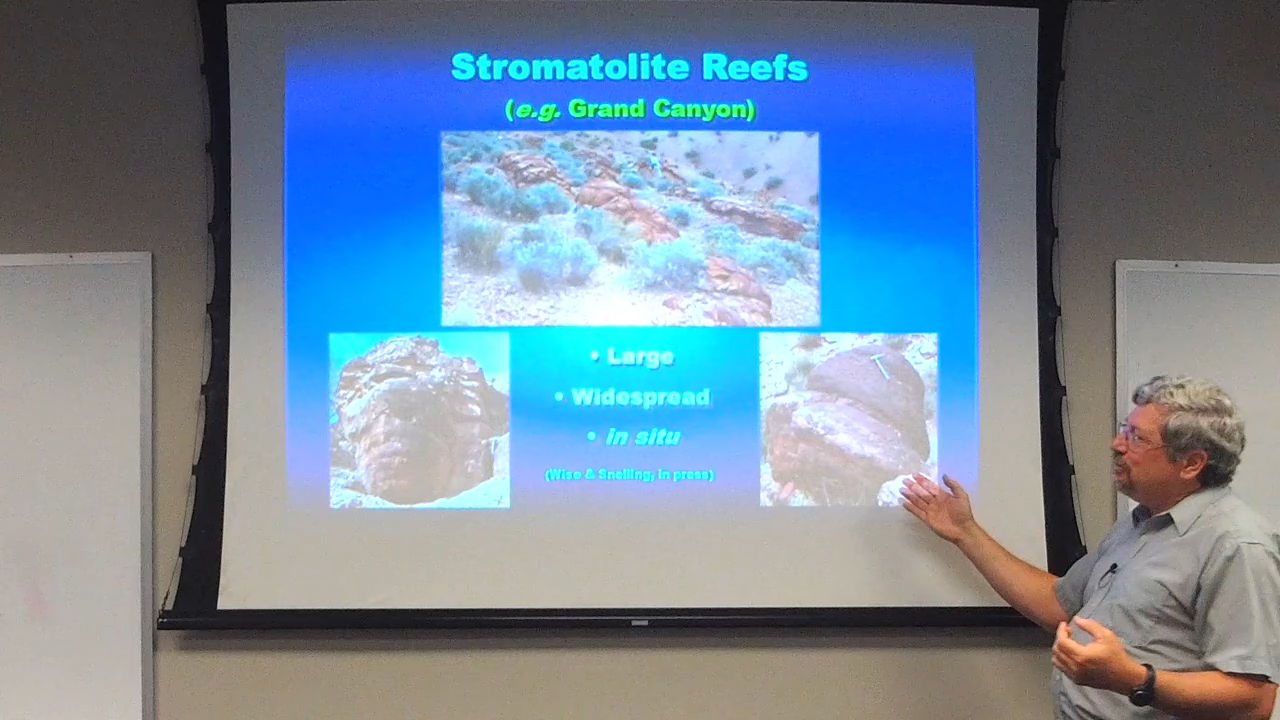 Stromatolite Reefs
(e.g. Grand Canyon)
• Large
• Widespread
• in situ
(Wise & Snelling, in press)